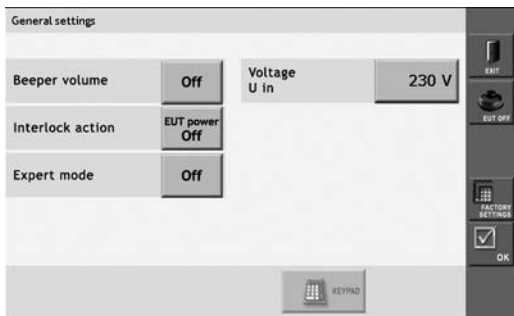 General settings
EXIT
Beeper volume
Off
Voltage
U in
230 V
EUT OFF
Interlock action
EUT power
Off
Expert mode
Off
FACTORY
SETTINGS
OK
KEYPAD